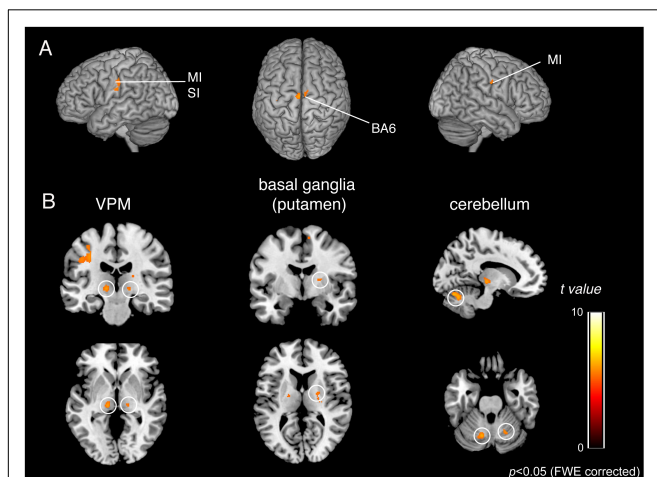 A
MI
SI
BA6
MI
B
VPM
basal ganglia
(putamen)
cerebellum
t value
10
0
p<0.05 (FWE corrected)